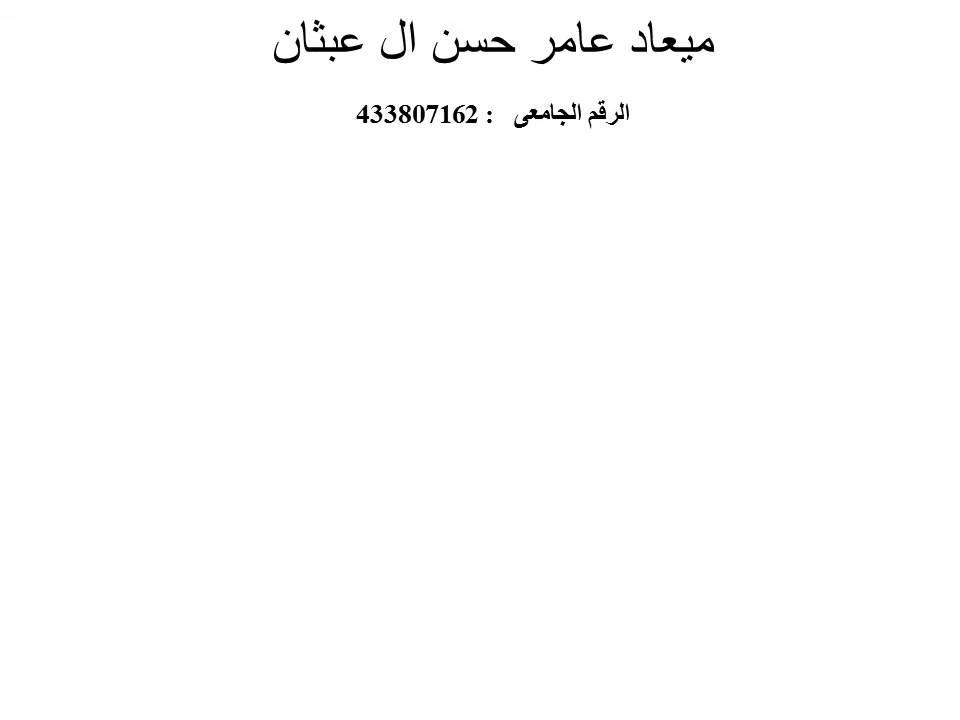 ميعاد عامر حسن ال عبثان
الرقم الجامعى : 433807162